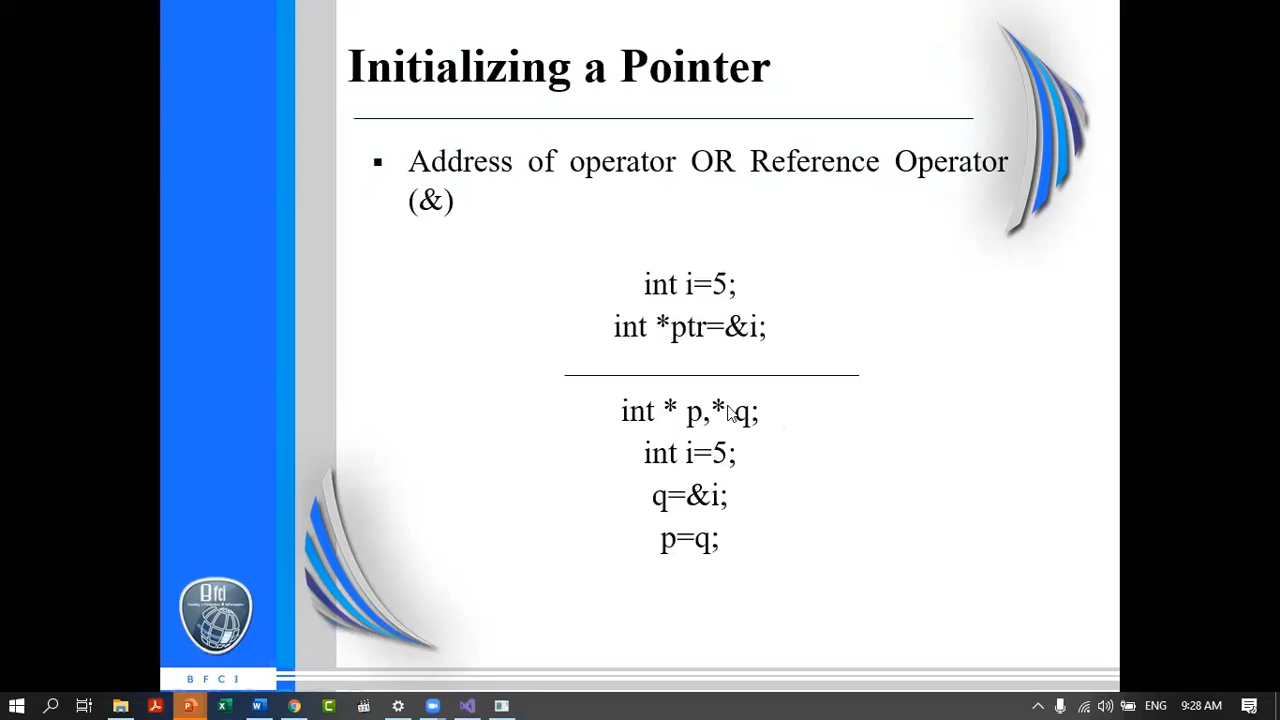 Initializing a Pointer
▪ Address of operator OR Reference Operator
(&)
int i=5;
int *ptr=&i;
int * p,* q;
int i=5;
q=&i;
p=q;
Bfci
B F C I
ENG 9:28 AM